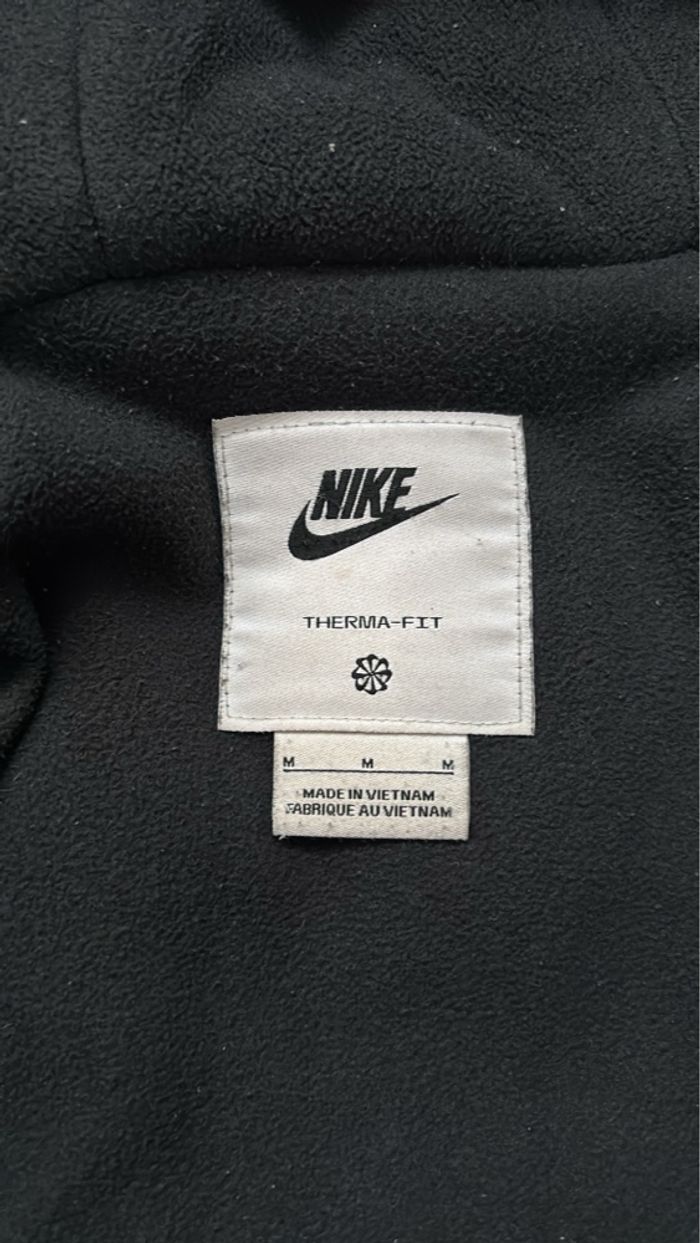 NIKE
THERMA-FIT
M M M
MADE IN VIETNAM
FABRIQUE AU VIETNAM